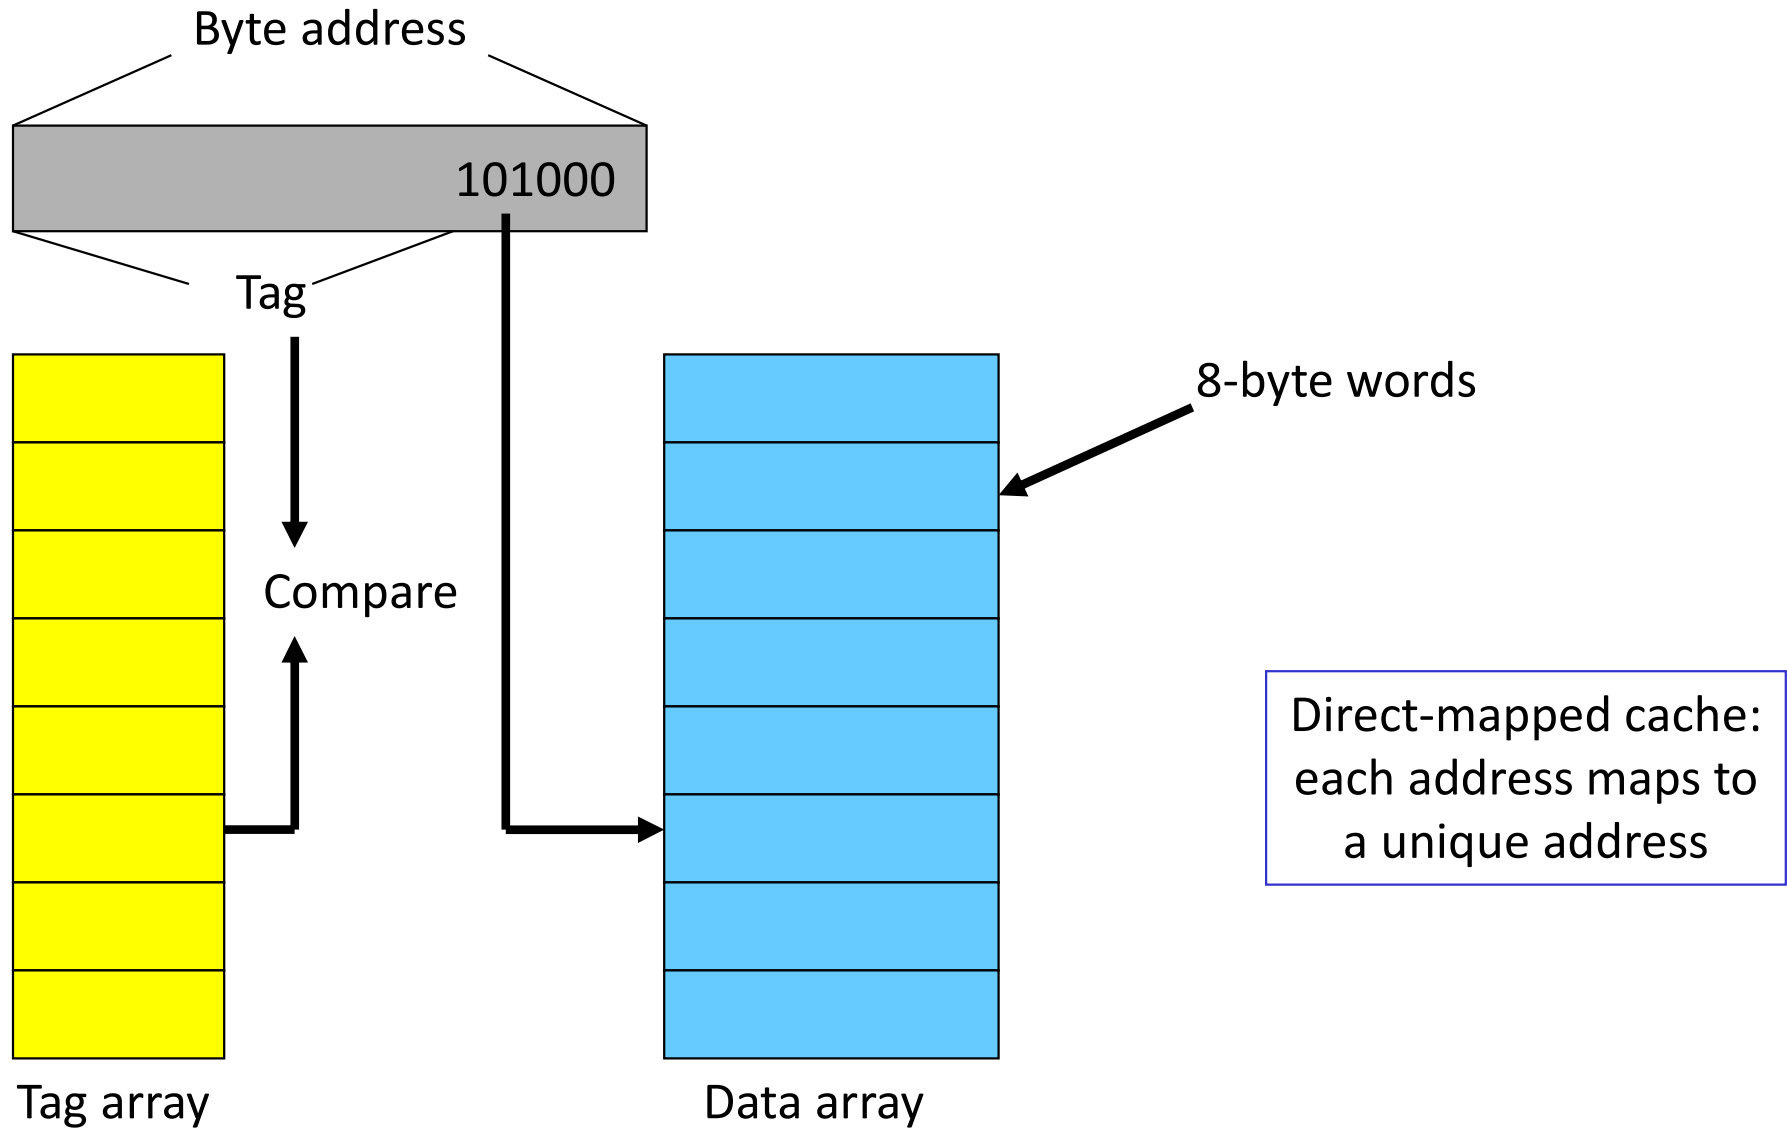 Byte address
101000
Tag
8-byte words
Compare
Direct-mapped cache:
each address maps to
a unique address
Tag array
Data array